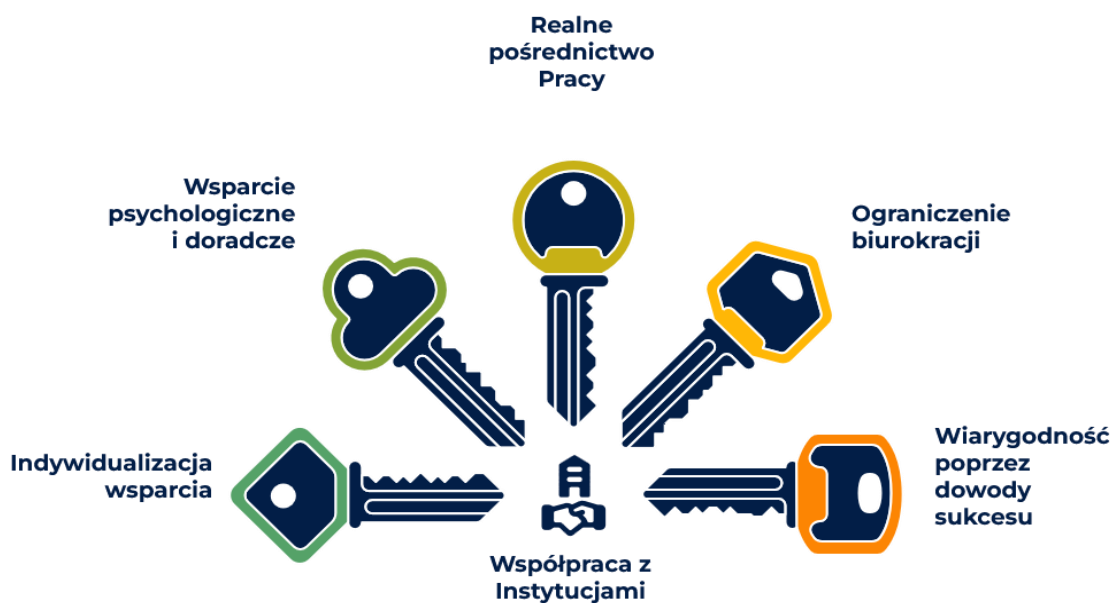 Realne
pośrednictwo
Pracy
Wsparcie
psychologiczne
i doradcze
Ograniczenie
biurokracji
Indywidualizacja
wsparcia
Wiarygodność
poprzez
dowody
sukcesu
Współpraca z
Instytucjami